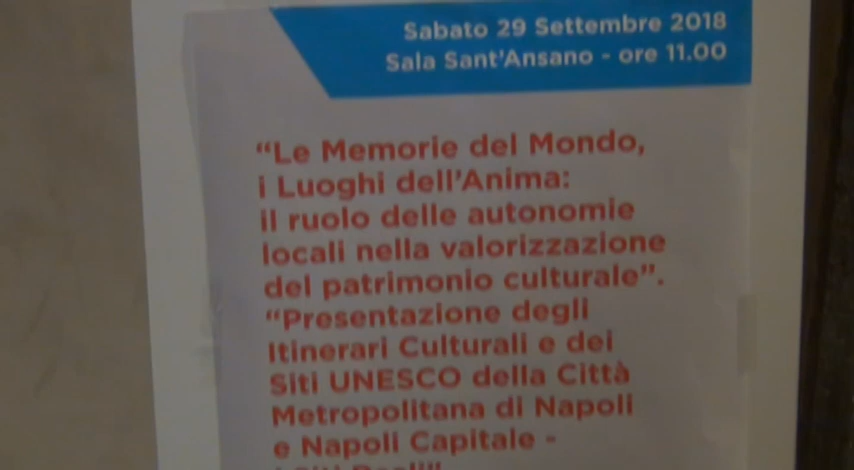 Sabato 29 Settembre 2018
Sala Sant'Ansano - ore 11.00
“Le Memorie del Mondo,
i Luoghi dell'Anima:
il ruolo delle autonomie
locali nella valorizzazione
del patrimonio culturale”.
“Presentazione degli
Itinerari Culturali e dei
Siti UNESCO della Città
Metropolitana di Napoli
e Napoli Capitale -